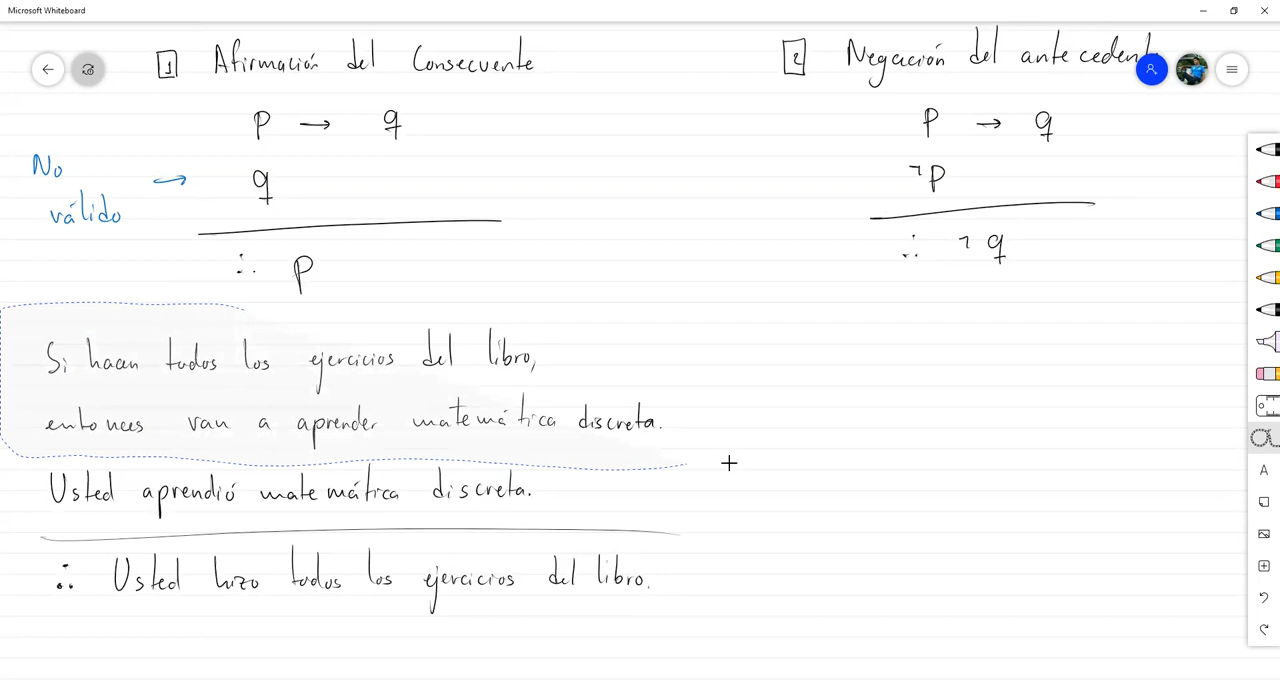 Microsoft Whiteboard
1 Afirmación del Consecuente
p → q
No válido → q
∴ p
2 Negación del antecedente
p → q
¬p
∴ ¬q
Si hacen todos los ejercicios del libro,
entonces van a aprender matemática discreta.
Usted aprendió matemática discreta.
∴ Usted hizo todos los ejercicios del libro.